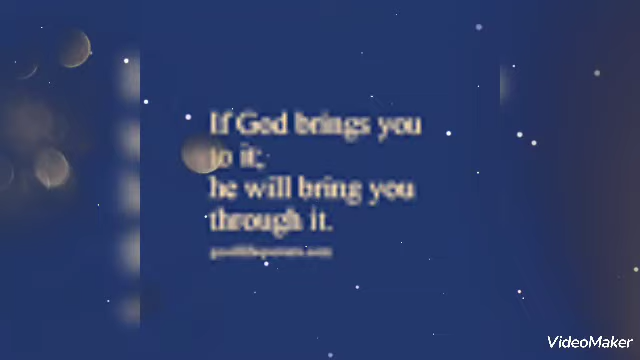 If God brings you
to it;
he will bring you
through it.
VideoMaker